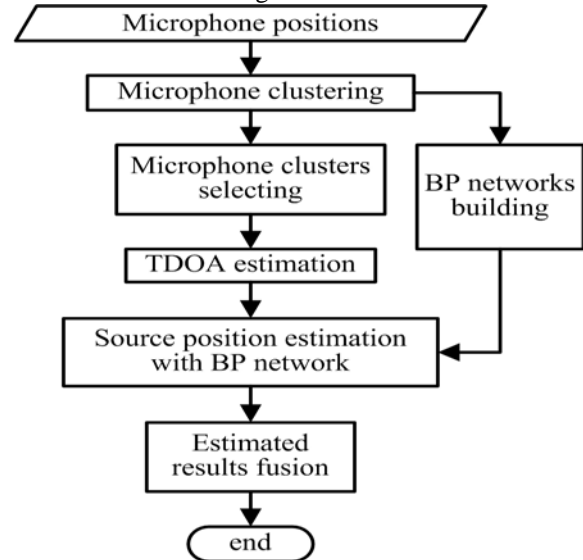 Microphone positions
Microphone clustering
Microphone clusters
selecting
BP networks
building
TDOA estimation
Source position estimation
with BP network
Estimated
results fusion
end